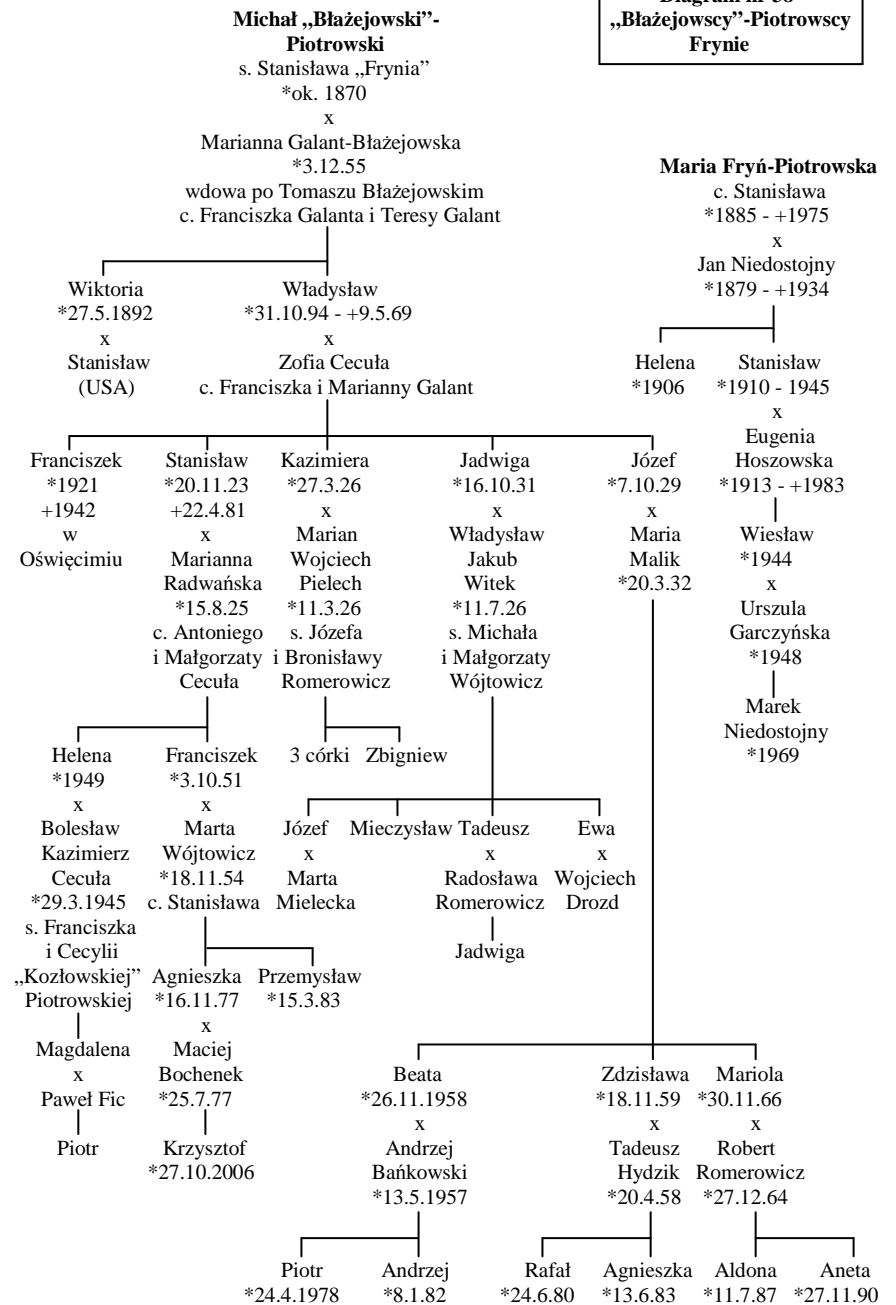 Diagram nr 58
„Błażejowscy”-Piotrowscy
Frynie
Michał „Błażejowski”-
Piotrowski
s. Stanisława „Frynia”
*ok. 1870
x
Marianna Galant-Błażejowska
*3.12.55
wdowa po Tomaszu Błażejowskim
c. Franciszka Galanta i Teresy Galant
Wiktoria
*27.5.1892
x
Stanisław
(USA)
Władysław
*31.10.94 - +9.5.69
x
Zofia Cecuła
c. Franciszka i Marianny Galant
Franciszek
*1921
+1942
w
Oświęcimiu
Stanisław
*20.11.23
+22.4.81
x
Marianna
Radwańska
*15.8.25
c. Antoniego
i Małgorzaty
Cecuła
Kazimiera
*27.3.26
x
Marian
Wojciech
Pielech
*11.3.26
s. Józefa
i Bronisławy
Romerowicz
Jadwiga
*16.10.31
x
Władysław
Jakub
Witek
*11.7.26
s. Michała
i Małgorzaty
Wójtowicz
Józef
*7.10.29
x
Maria
Malik
*20.3.32
Helena
*1949
x
Bolesław
Kazimierz
Cecuła
*29.3.1945
s. Franciszka
i Cecylii
„Kozłowskiej”
Piotrowskiej
Magdalena
x
Paweł Fic
Piotr
Franciszek
*3.10.51
x
Marta
Wójtowicz
*18.11.54
c. Stanisława
Agnieszka
*16.11.77
x
Maciej
Bochenek
*25.7.77
Krzysztof
*27.10.2006
Przemysław
*15.3.83
3 córki
Zbigniew
Józef
x
Marta
Mielecka
Mieczysław
Tadeusz
x
Radosława
Romerowicz
Jadwiga
Ewa
x
Wojciech
Drozd
Beata
*26.11.1958
x
Andrzej
Bańkowski
*13.5.1957
Piotr
*24.4.1978
Andrzej
*8.1.82
Zdzisława
*18.11.59
x
Tadeusz
Hydzik
*20.4.58
Rafał
*24.6.80
Agnieszka
*13.6.83
Mariola
*30.11.66
x
Robert
Romerowicz
*27.12.64
Aldona
*11.7.87
Aneta
*27.11.90
Maria Fryń-Piotrowska
c. Stanisława
*1885 - +1975
x
Jan Niedostojny
*1879 - +1934
Helena
*1906
Stanisław
*1910 - 1945
x
Eugenia
Hoszowska
*1913 - +1983
Wiesław
*1944
x
Urszula
Garczyńska
*1948
Marek
Niedostojny
*1969